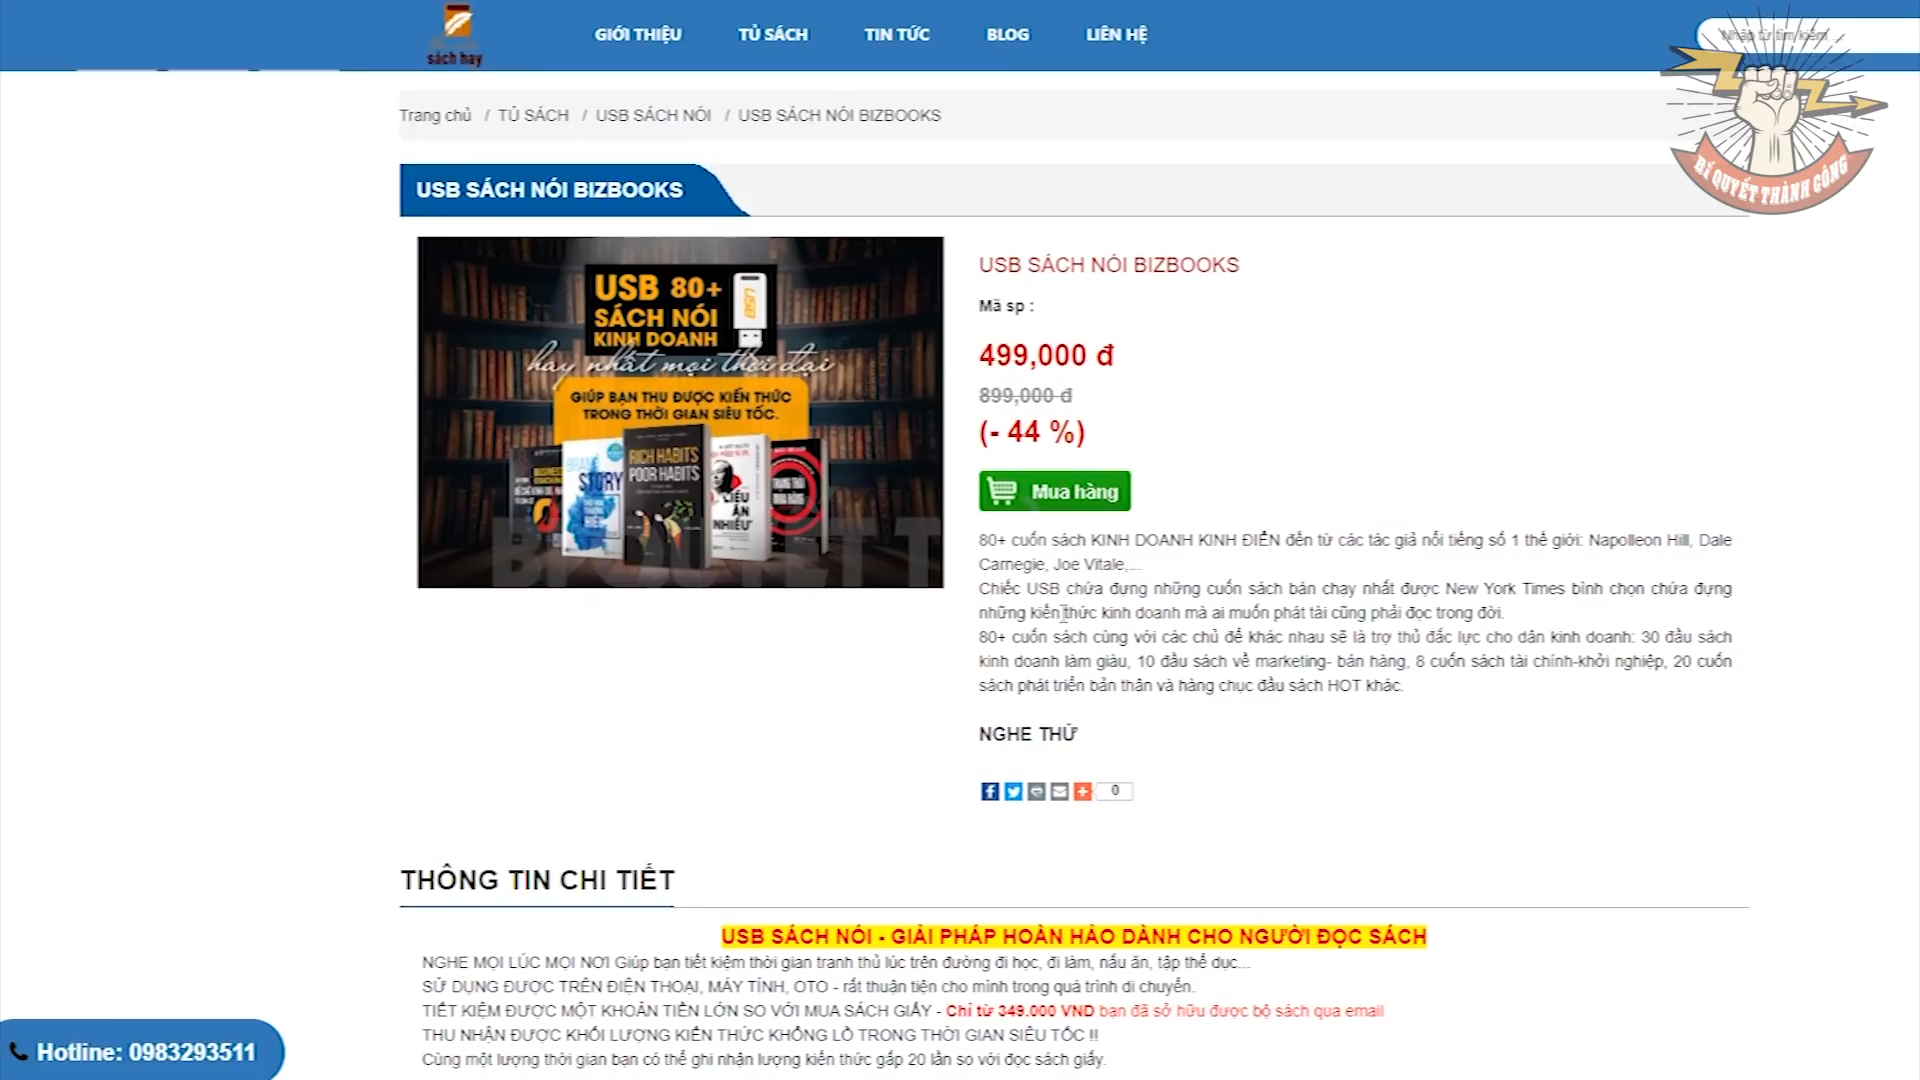 sách hay
GIỚI THIỆU
TỦ SÁCH
TIN TỨC
BLOG
LIÊN HỆ
Nhập từ tìm kiếm ...
BÍ QUYẾT THÀNH CÔNG
Trang chủ / TỦ SÁCH / USB SÁCH NÓI / USB SÁCH NÓI BIZBOOKS
USB SÁCH NÓI BIZBOOKS
USB 80+
SÁCH NÓI
KINH DOANH
USB
hay nhất mọi thời đại
GIÚP BẠN THU ĐƯỢC KIẾN THỨC
TRONG THỜI GIAN SIÊU TỐC.
STORY
RICH HABITS
POOR HABITS
USB SÁCH NÓI BIZBOOKS
Mã sp :
499,000 đ
899,000 đ
(- 44 %)
Mua hàng
80+ cuốn sách KINH DOANH KINH ĐIỂN đến từ các tác giả nổi tiếng số 1 thế giới: Napolleon Hill, Dale
Carnegie, Joe Vitale,...
Chiếc USB chứa đựng những cuốn sách bán chạy nhất được New York Times bình chọn chứa đựng
những kiến thức kinh doanh mà ai muốn phát tài cũng phải đọc trong đời.
80+ cuốn sách cùng với các chủ đề khác nhau sẽ là trợ thủ đắc lực cho dân kinh doanh: 30 đầu sách
kinh doanh làm giàu, 10 đầu sách về marketing- bán hàng, 8 cuốn sách tài chính-khởi nghiệp, 20 cuốn
sách phát triển bản thân và hàng chục đầu sách HOT khác.
NGHE THỬ
0
THÔNG TIN CHI TIẾT
USB SÁCH NÓI - GIẢI PHÁP HOÀN HẢO DÀNH CHO NGƯỜI ĐỌC SÁCH
NGHE MỌI LÚC MỌI NƠI Giúp bạn tiết kiệm thời gian tranh thủ lúc trên đường đi học, đi làm, nấu ăn, tập thể dục...
SỬ DỤNG ĐƯỢC TRÊN ĐIỆN THOẠI, MÁY TÍNH, OTO - rất thuận tiện cho mình trong quá trình di chuyển.
TIẾT KIỆM ĐƯỢC MỘT KHOẢN TIỀN LỚN SO VỚI MUA SÁCH GIẤY - Chỉ từ 349.000 VND bạn đã sở hữu được bộ sách qua email
THU NHẬN ĐƯỢC KHỐI LƯỢNG KIẾN THỨC KHỔNG LỒ TRONG THỜI GIAN SIÊU TỐC !!
Cùng một lượng thời gian bạn có thể ghi nhận lượng kiến thức gấp 20 lần so với đọc sách giấy.
Hotline: 0983293511